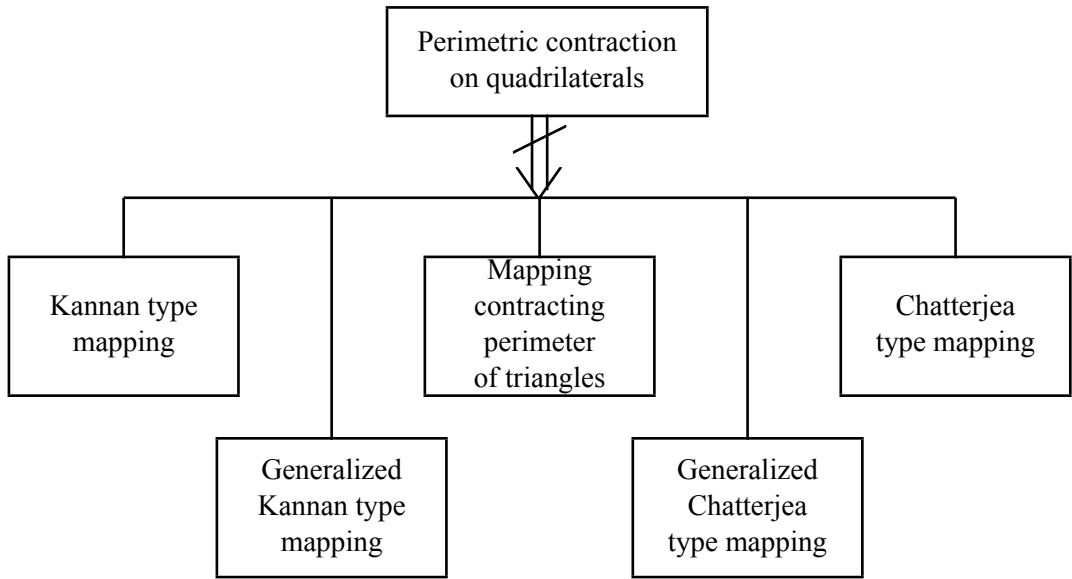 Perimetric contraction
on quadrilaterals
Kannan type
mapping
Mapping
contracting
perimeter
of triangles
Chatterjea
type mapping
Generalized
Kannan type
mapping
Generalized
Chatterjea
type mapping